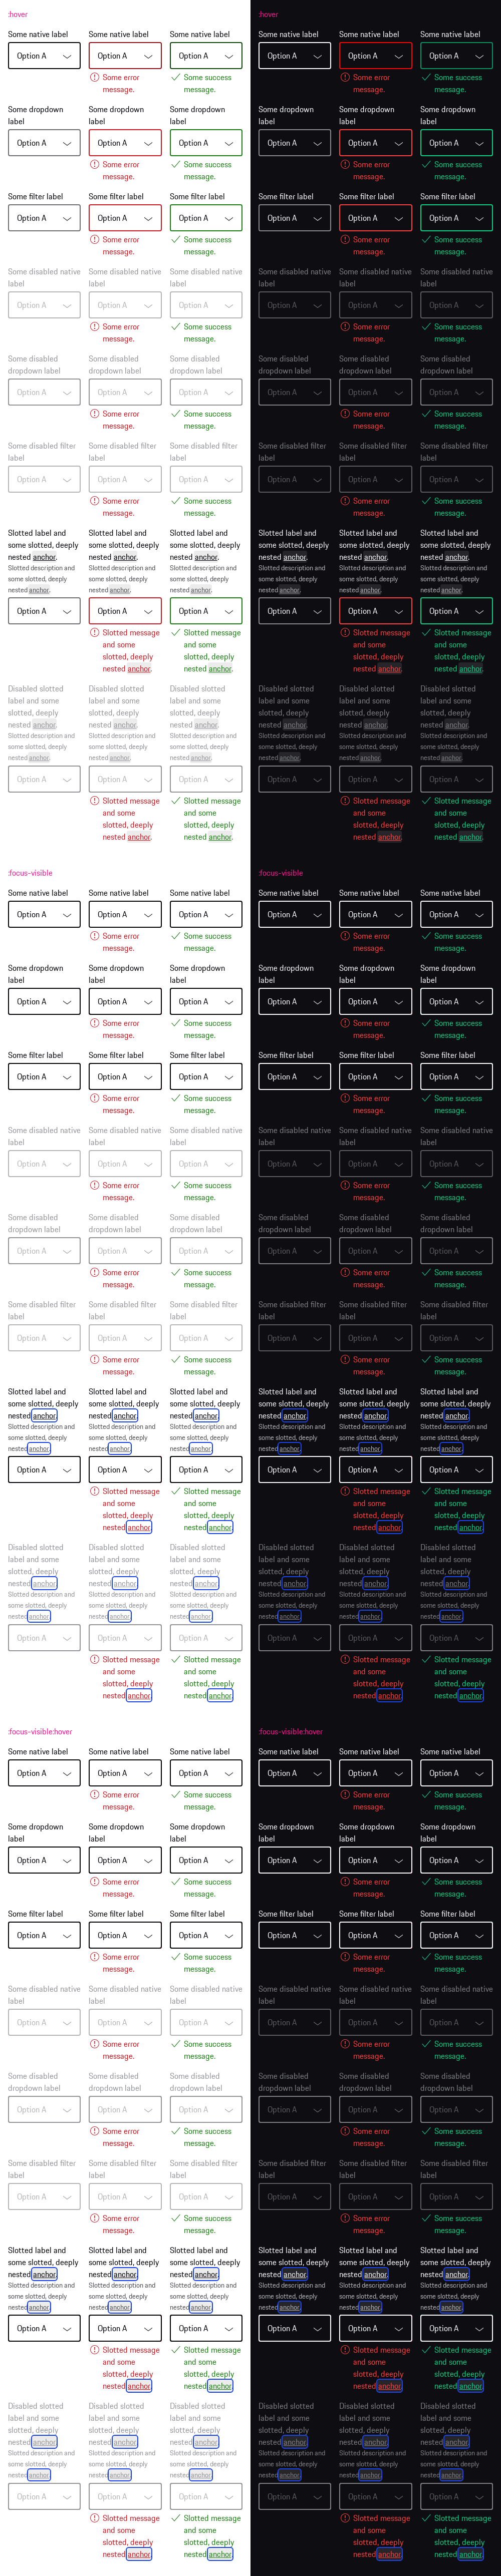 :hover :hover
Some native label Some native label Some native label Some native label Some native label Some native label
Option A Option A Option A Option A Option A Option A
Some error Some success Some error Some success
message. message. message. message.
Some dropdown Some dropdown Some dropdown Some dropdown Some dropdown Some dropdown
label label label label label label
Option A Option A Option A Option A Option A Option A
Some error Some success Some error Some success
message. message. message. message.
Some filter label Some filter label Some filter label Some filter label Some filter label Some filter label
Option A Option A Option A Option A Option A Option A
Some error Some success Some error Some success
message. message. message. message.
Some disabled native Some disabled native Some disabled native Some disabled native Some disabled native Some disabled native
label label label label label label
Option A Option A Option A Option A Option A Option A
Some error Some success Some error Some success
message. message. message. message.
Some disabled Some disabled Some disabled Some disabled Some disabled Some disabled
dropdown label dropdown label dropdown label dropdown label dropdown label dropdown label
Option A Option A Option A Option A Option A Option A
Some error Some success Some error Some success
message. message. message. message.
Some disabled filter Some disabled filter Some disabled filter Some disabled filter Some disabled filter Some disabled filter
label label label label label label
Option A Option A Option A Option A Option A Option A
Some error Some success Some error Some success
message. message. message. message.
Slotted label and Slotted label and Slotted label and Slotted label and Slotted label and Slotted label and
some slotted, deeply some slotted, deeply some slotted, deeply some slotted, deeply some slotted, deeply some slotted, deeply
nested anchor. nested anchor. nested anchor. nested anchor. nested anchor. nested anchor.
Slotted description and Slotted description and Slotted description and Slotted description and Slotted description and Slotted description and
some slotted, deeply some slotted, deeply some slotted, deeply some slotted, deeply some slotted, deeply some slotted, deeply
nested anchor. nested anchor. nested anchor. nested anchor. nested anchor. nested anchor.
Option A Option A Option A Option A Option A Option A
Slotted message Slotted message Slotted message Slotted message
and some and some and some and some
slotted, deeply slotted, deeply slotted, deeply slotted, deeply
nested anchor. nested anchor. nested anchor. nested anchor.
Disabled slotted Disabled slotted Disabled slotted Disabled slotted Disabled slotted Disabled slotted
label and some label and some label and some label and some label and some label and some
slotted, deeply slotted, deeply slotted, deeply slotted, deeply slotted, deeply slotted, deeply
nested anchor. nested anchor. nested anchor. nested anchor. nested anchor. nested anchor.
Slotted description and Slotted description and Slotted description and Slotted description and Slotted description and Slotted description and
some slotted, deeply some slotted, deeply some slotted, deeply some slotted, deeply some slotted, deeply some slotted, deeply
nested anchor. nested anchor. nested anchor. nested anchor. nested anchor. nested anchor.
Option A Option A Option A Option A Option A Option A
Slotted message Slotted message Slotted message Slotted message
and some and some and some and some
slotted, deeply slotted, deeply slotted, deeply slotted, deeply
nested anchor. nested anchor. nested anchor. nested anchor.
:focus-visible :focus-visible
Some native label Some native label Some native label Some native label Some native label Some native label
Option A Option A Option A Option A Option A Option A
Some error Some success Some error Some success
message. message. message. message.
Some dropdown Some dropdown Some dropdown Some dropdown Some dropdown Some dropdown
label label label label label label
Option A Option A Option A Option A Option A Option A
Some error Some success Some error Some success
message. message. message. message.
Some filter label Some filter label Some filter label Some filter label Some filter label Some filter label
Option A Option A Option A Option A Option A Option A
Some error Some success Some error Some success
message. message. message. message.
Some disabled native Some disabled native Some disabled native Some disabled native Some disabled native Some disabled native
label label label label label label
Option A Option A Option A Option A Option A Option A
Some error Some success Some error Some success
message. message. message. message.
Some disabled Some disabled Some disabled Some disabled Some disabled Some disabled
dropdown label dropdown label dropdown label dropdown label dropdown label dropdown label
Option A Option A Option A Option A Option A Option A
Some error Some success Some error Some success
message. message. message. message.
Some disabled filter Some disabled filter Some disabled filter Some disabled filter Some disabled filter Some disabled filter
label label label label label label
Option A Option A Option A Option A Option A Option A
Some error Some success Some error Some success
message. message. message. message.
Slotted label and Slotted label and Slotted label and Slotted label and Slotted label and Slotted label and
some slotted, deeply some slotted, deeply some slotted, deeply some slotted, deeply some slotted, deeply some slotted, deeply
nested anchor. nested anchor. nested anchor. nested anchor. nested anchor. nested anchor.
Slotted description and Slotted description and Slotted description and Slotted description and Slotted description and Slotted description and
some slotted, deeply some slotted, deeply some slotted, deeply some slotted, deeply some slotted, deeply some slotted, deeply
nested anchor. nested anchor. nested anchor. nested anchor. nested anchor. nested anchor.
Option A Option A Option A Option A Option A Option A
Slotted message Slotted message Slotted message Slotted message
and some and some and some and some
slotted, deeply slotted, deeply slotted, deeply slotted, deeply
nested anchor. nested anchor. nested anchor. nested anchor.
Disabled slotted Disabled slotted Disabled slotted Disabled slotted Disabled slotted Disabled slotted
label and some label and some label and some label and some label and some label and some
slotted, deeply slotted, deeply slotted, deeply slotted, deeply slotted, deeply slotted, deeply
nested anchor. nested anchor. nested anchor. nested anchor. nested anchor. nested anchor.
Slotted description and Slotted description and Slotted description and Slotted description and Slotted description and Slotted description and
some slotted, deeply some slotted, deeply some slotted, deeply some slotted, deeply some slotted, deeply some slotted, deeply
nested anchor. nested anchor. nested anchor. nested anchor. nested anchor. nested anchor.
Option A Option A Option A Option A Option A Option A
Slotted message Slotted message Slotted message Slotted message
and some and some and some and some
slotted, deeply slotted, deeply slotted, deeply slotted, deeply
nested anchor. nested anchor. nested anchor. nested anchor.
:focus-visible:hover :focus-visible:hover
Some native label Some native label Some native label Some native label Some native label Some native label
Option A Option A Option A Option A Option A Option A
Some error Some success Some error Some success
message. message. message. message.
Some dropdown Some dropdown Some dropdown Some dropdown Some dropdown Some dropdown
label label label label label label
Option A Option A Option A Option A Option A Option A
Some error Some success Some error Some success
message. message. message. message.
Some filter label Some filter label Some filter label Some filter label Some filter label Some filter label
Option A Option A Option A Option A Option A Option A
Some error Some success Some error Some success
message. message. message. message.
Some disabled native Some disabled native Some disabled native Some disabled native Some disabled native Some disabled native
label label label label label label
Option A Option A Option A Option A Option A Option A
Some error Some success Some error Some success
message. message. message. message.
Some disabled Some disabled Some disabled Some disabled Some disabled Some disabled
dropdown label dropdown label dropdown label dropdown label dropdown label dropdown label
Option A Option A Option A Option A Option A Option A
Some error Some success Some error Some success
message. message. message. message.
Some disabled filter Some disabled filter Some disabled filter Some disabled filter Some disabled filter Some disabled filter
label label label label label label
Option A Option A Option A Option A Option A Option A
Some error Some success Some error Some success
message. message. message. message.
Slotted label and Slotted label and Slotted label and Slotted label and Slotted label and Slotted label and
some slotted, deeply some slotted, deeply some slotted, deeply some slotted, deeply some slotted, deeply some slotted, deeply
nested anchor. nested anchor. nested anchor. nested anchor. nested anchor. nested anchor.
Slotted description and Slotted description and Slotted description and Slotted description and Slotted description and Slotted description and
some slotted, deeply some slotted, deeply some slotted, deeply some slotted, deeply some slotted, deeply some slotted, deeply
nested anchor. nested anchor. nested anchor. nested anchor. nested anchor. nested anchor.
Option A Option A Option A Option A Option A Option A
Slotted message Slotted message Slotted message Slotted message
and some and some and some and some
slotted, deeply slotted, deeply slotted, deeply slotted, deeply
nested anchor. nested anchor. nested anchor. nested anchor.
Disabled slotted Disabled slotted Disabled slotted Disabled slotted Disabled slotted Disabled slotted
label and some label and some label and some label and some label and some label and some
slotted, deeply slotted, deeply slotted, deeply slotted, deeply slotted, deeply slotted, deeply
nested anchor. nested anchor. nested anchor. nested anchor. nested anchor. nested anchor.
Slotted description and Slotted description and Slotted description and Slotted description and Slotted description and Slotted description and
some slotted, deeply some slotted, deeply some slotted, deeply some slotted, deeply some slotted, deeply some slotted, deeply
nested anchor. nested anchor. nested anchor. nested anchor. nested anchor. nested anchor.
Option A Option A Option A Option A Option A Option A
Slotted message Slotted message Slotted message Slotted message
and some and some and some and some
slotted, deeply slotted, deeply slotted, deeply slotted, deeply
nested anchor. nested anchor. nested anchor. nested anchor.